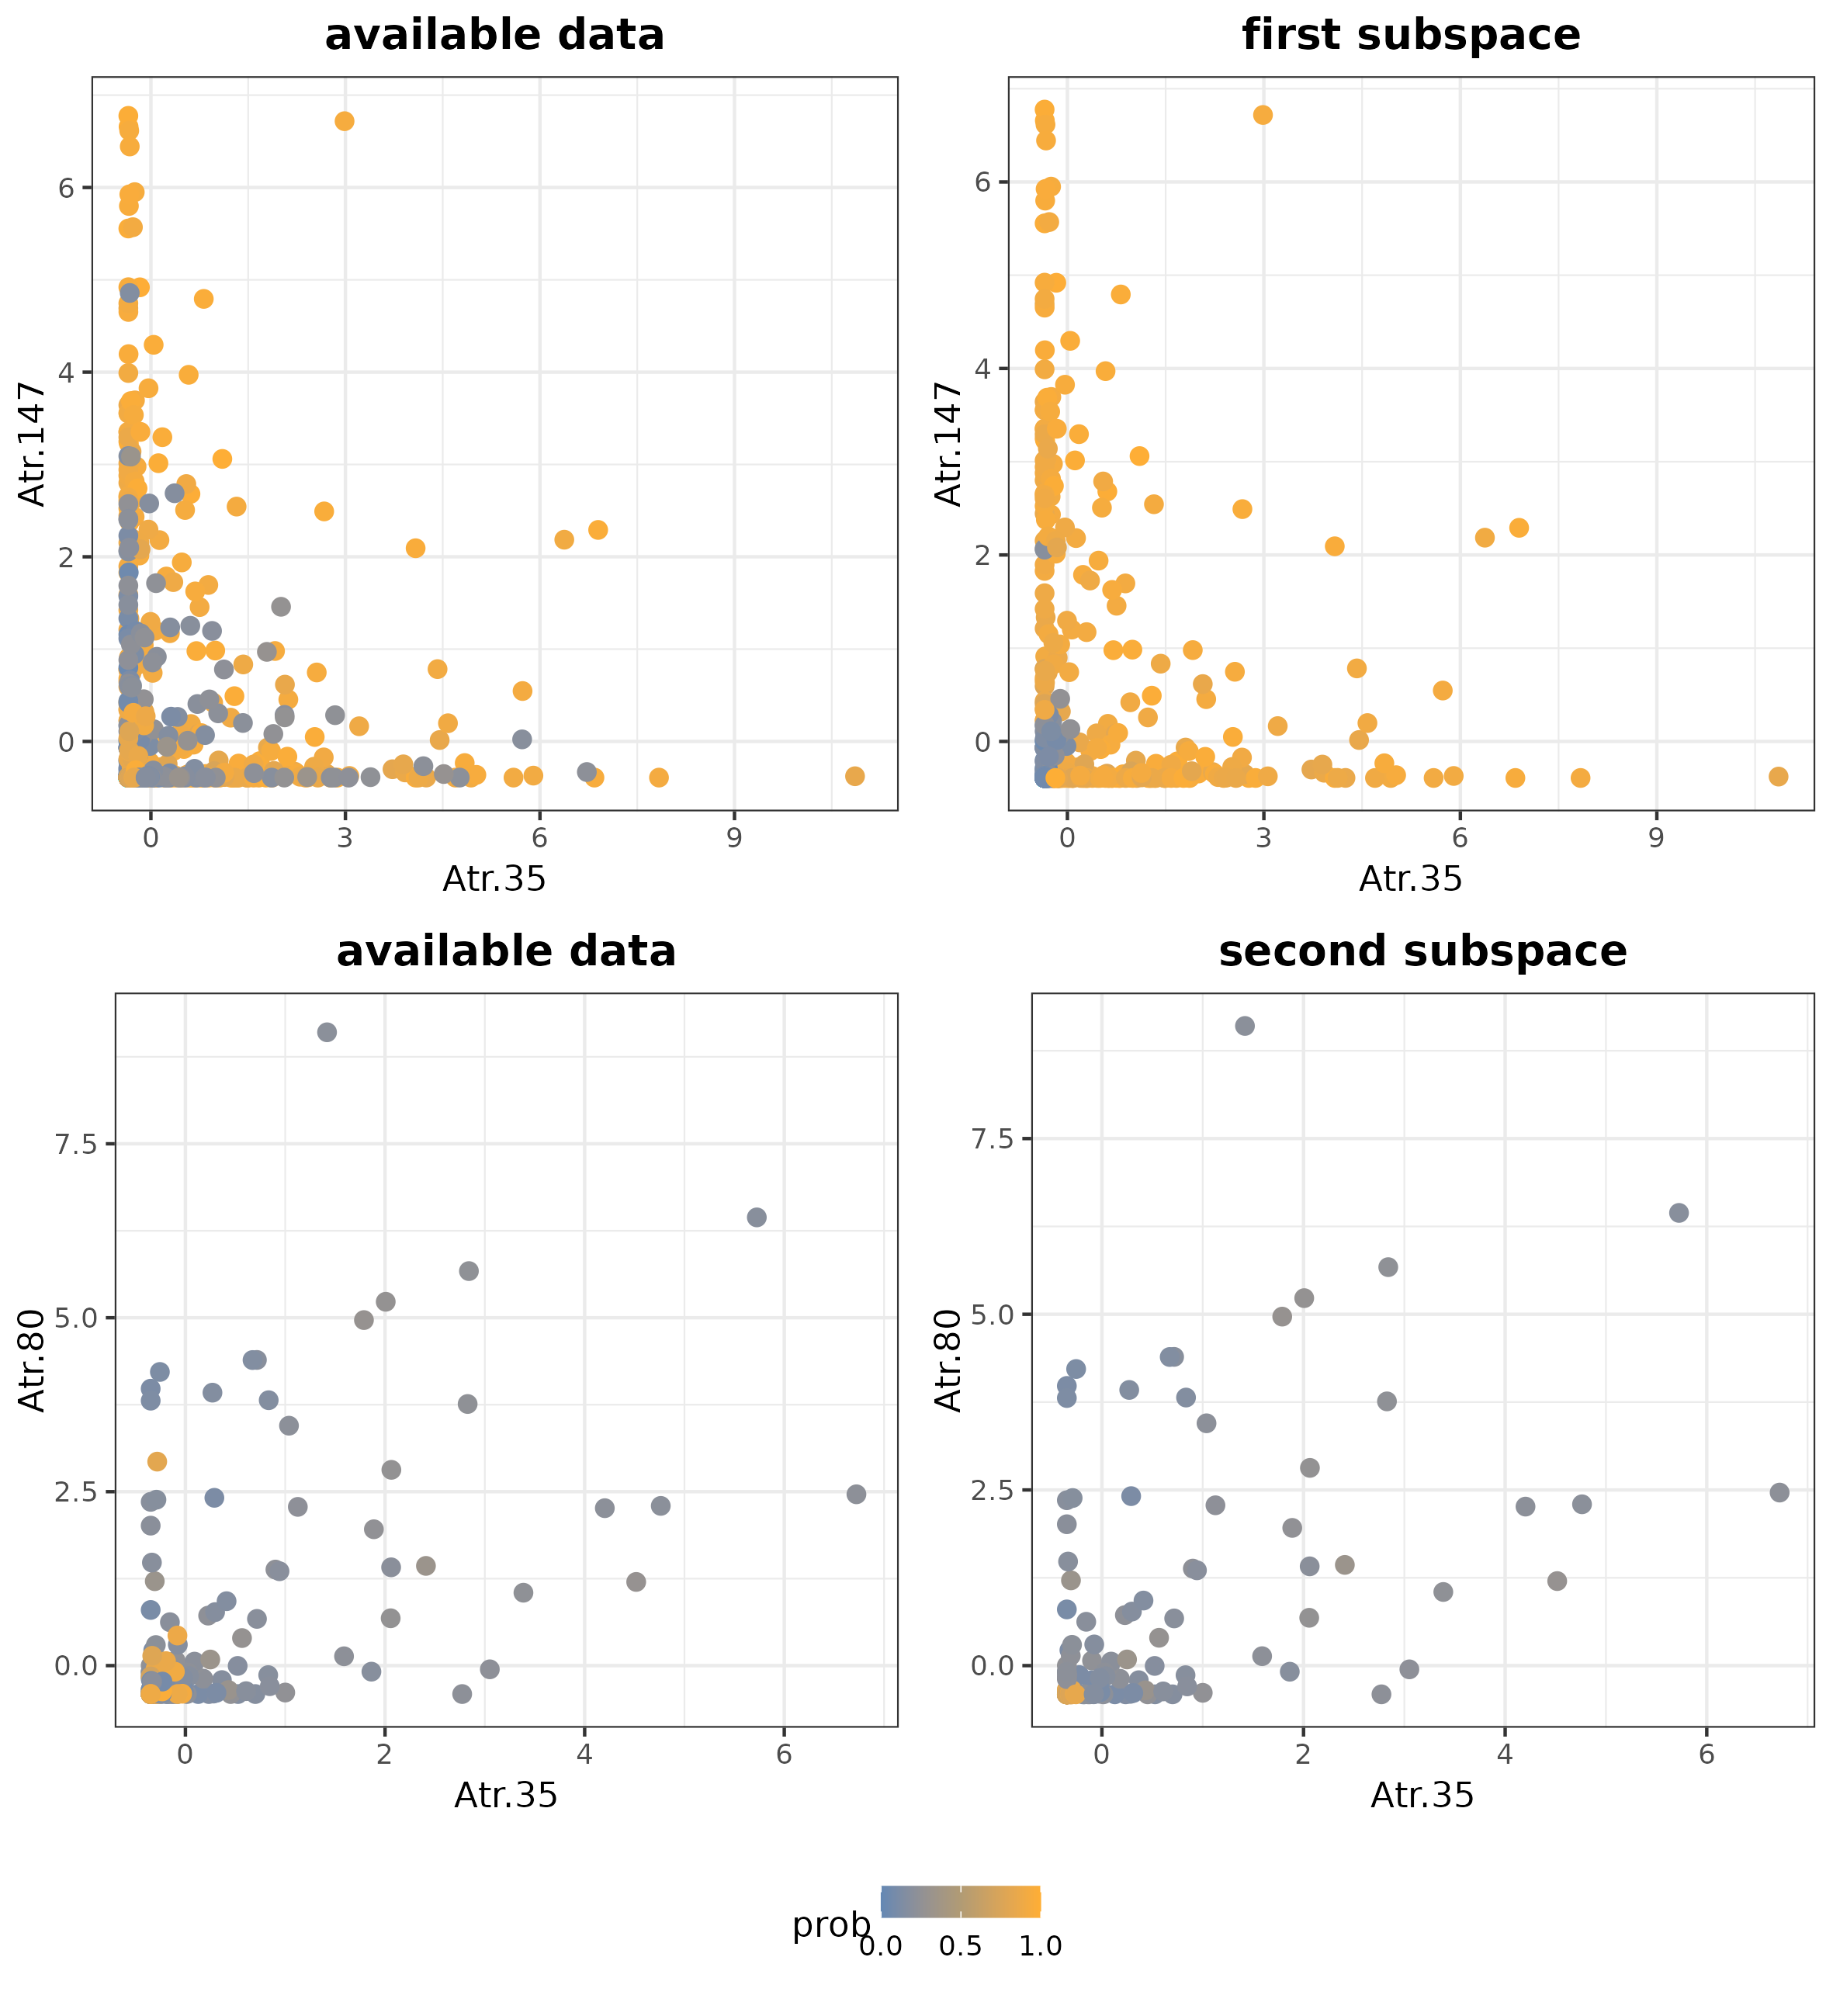 available data
first subspace
Atr.147
6
4
2
0
0 3 6 9
Atr.35
Atr.147
6
4
2
0
0 3 6 9
Atr.35
available data
second subspace
Atr.80
7.5
5.0
2.5
0.0
0 2 4 6
Atr.35
Atr.80
7.5
5.0
2.5
0.0
0 2 4 6
Atr.35
prob
0.0 0.5 1.0